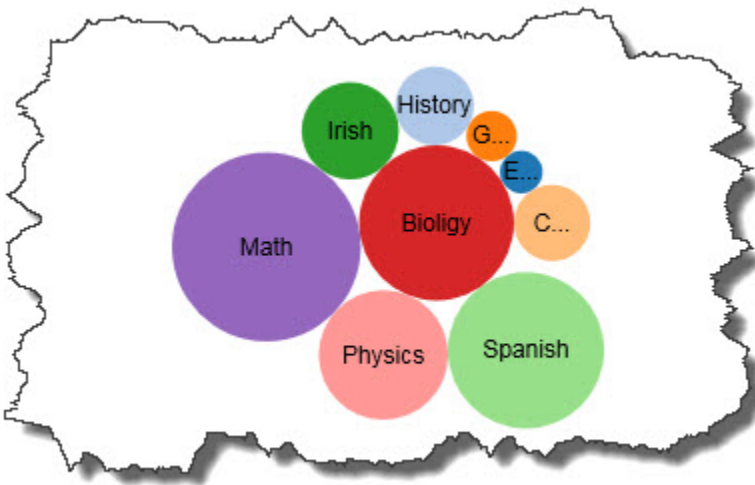 History
Irish
G...
E...
Bioligy
C...
Math
Physics
Spanish